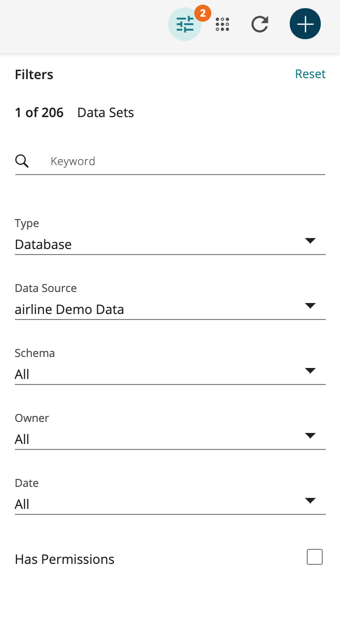 2
Filters Reset
1 of 206 Data Sets
Keyword
Type
Database
Data Source
airline Demo Data
Schema
All
Owner
All
Date
All
Has Permissions